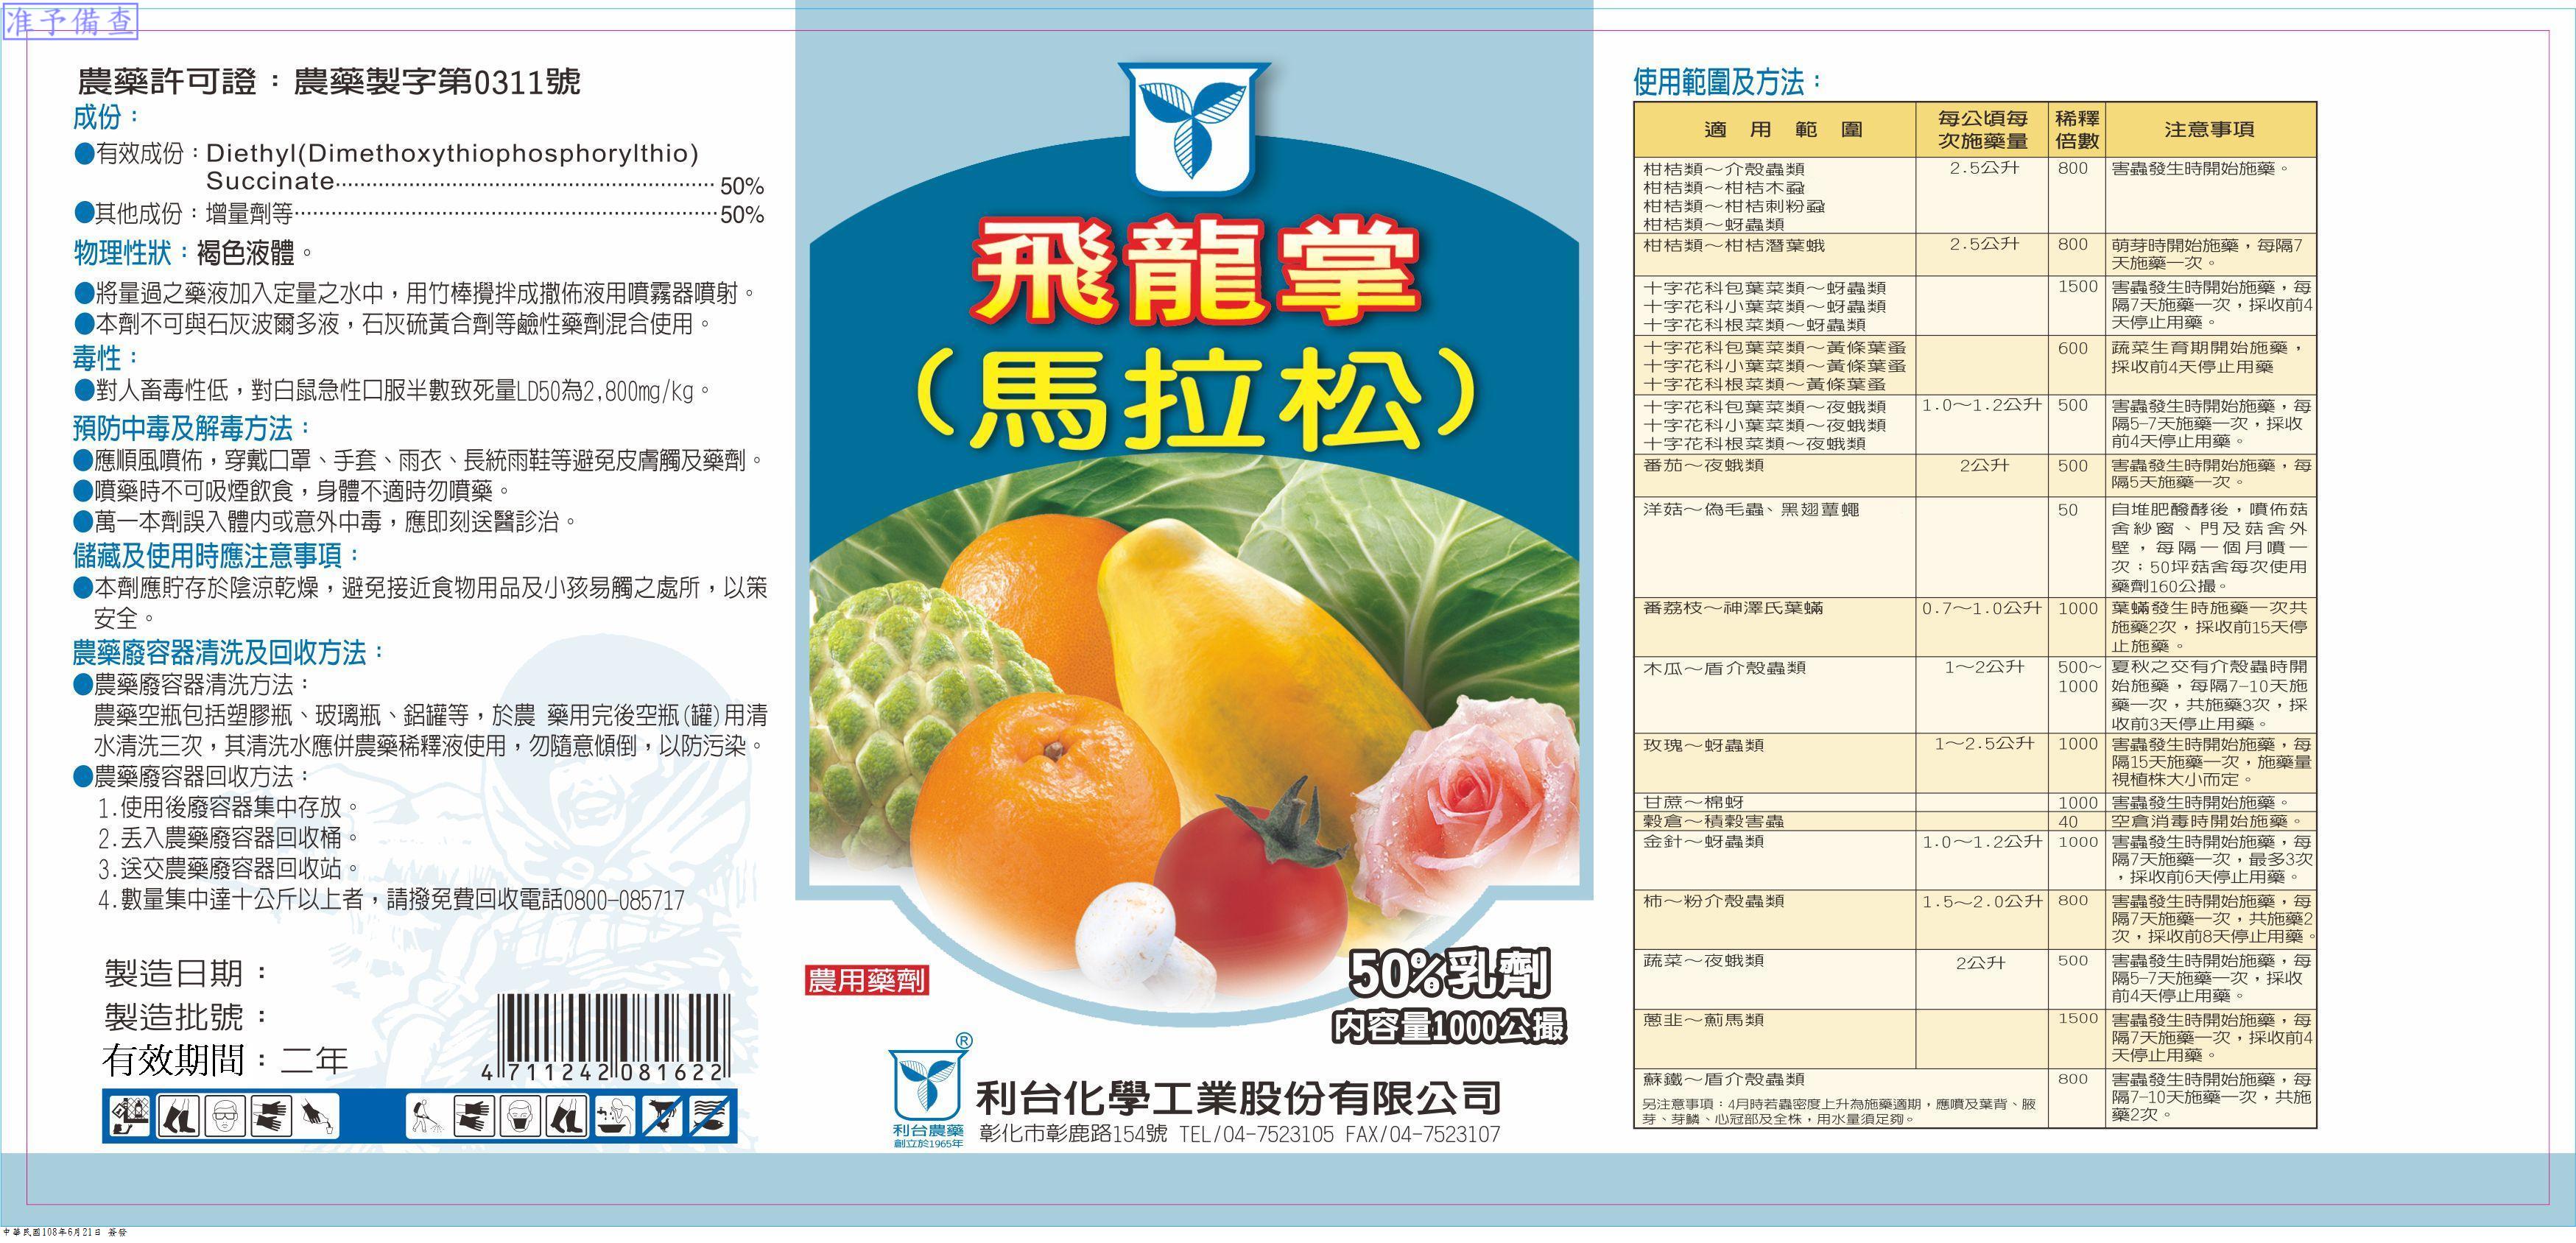 准予備查
農藥許可證：農藥製字第0311號
成份：
●有效成份：Diethyl(Dimethoxythiophosphorylthio)
Succinate 50%
●其他成份：增量劑等 50%
物理性狀：褐色液體。
●將量過之藥液加入定量之水中，用竹棒攪拌成撒佈液用噴霧器噴射。
●本劑不可與石灰波爾多液，石灰硫黃合劑等鹼性藥劑混合使用。
毒性：
●對人畜毒性低，對白鼠急性口服半數致死量LD50為2,800mg/kg。
預防中毒及解毒方法：
●應順風噴佈，穿戴口罩、手套、雨衣、長統雨鞋等避免皮膚觸及藥劑。
●噴藥時不可吸煙飲食，身體不適時勿噴藥。
●萬一本劑誤入體內或意外中毒，應即刻送醫診治。
儲藏及使用時應注意事項：
●本劑應貯存於陰涼乾燥，避免接近食物用品及小孩易觸之處所，以策
安全。
農藥廢容器清洗及回收方法：
●農藥廢容器清洗方法：
農藥空瓶包括塑膠瓶、玻璃瓶、鋁罐等，於農 藥用完後空瓶(罐)用清
水清洗三次，其清洗水應併農藥稀釋液使用，勿隨意傾倒，以防污染。
●農藥廢容器回收方法：
1.使用後廢容器集中存放。
2.丟入農藥廢容器回收桶。
3.送交農藥廢容器回收站。
4.數量集中達十公斤以上者，請撥免費回收電話0800-085717
製造日期：
製造批號：
有效期間：二年
4 711242 081622
飛龍掌
（馬拉松）
農用藥劑
50%乳劑
內容量1000公撮
®
利台農藥
創立於1965年
利台化學工業股份有限公司
彰化市彰鹿路154號 TEL/04-7523105 FAX/04-7523107
使用範圍及方法：
適用範圍 每公頃每次施藥量 稀釋倍數 注意事項
柑桔類～介殼蟲類 2.5公升 800 害蟲發生時開始施藥。
柑桔類～柑桔木蝨
柑桔類～柑桔刺粉蝨
柑桔類～蚜蟲類
柑桔類～柑桔潛葉蛾 2.5公升 800 萌芽時開始施藥，每隔7
天施藥一次。
十字花科包葉菜類～蚜蟲類 1500 害蟲發生時開始施藥，每
十字花科小葉菜類～蚜蟲類 隔7天施藥一次，採收前4
十字花科根菜類～蚜蟲類 天停止用藥。
十字花科包葉菜類～黃條葉蚤 600 蔬菜生育期開始施藥，
十字花科小葉菜類～黃條葉蚤 採收前4天停止用藥
十字花科根菜類～黃條葉蚤
十字花科包葉菜類～夜蛾類 1.0～1.2公升 500 害蟲發生時開始施藥，每
十字花科小葉菜類～夜蛾類 隔5-7天施藥一次，採收
十字花科根菜類～夜蛾類 前4天停止用藥。
番茄～夜蛾類 2公升 500 害蟲發生時開始施藥，每
隔5天施藥一次。
洋菇～偽毛蟲、黑翅蕈蠅 50 自堆肥醱酵後，噴佈菇
舍紗窗、門及菇舍外
壁，每隔一個月噴一
次；50坪菇舍每次使用
藥劑160公撮。
番荔枝～神澤氏葉蟎 0.7～1.0公升 1000 葉蟎發生時施藥一次共
施藥2次，採收前15天停
止施藥。
木瓜～盾介殼蟲類 1～2公升 500～ 夏秋之交有介殼蟲時開
1000 始施藥，每隔7-10天施
藥一次，共施藥3次，採
收前3天停止用藥。
玫瑰～蚜蟲類 1～2.5公升 1000 害蟲發生時開始施藥，每
隔15天施藥一次，施藥量
視植株大小而定。
甘蔗～棉蚜 1000 害蟲發生時開始施藥。
穀倉～積穀害蟲 40 空倉消毒時開始施藥。
金針～蚜蟲類 1.0～1.2公升 1000 害蟲發生時開始施藥，每
隔7天施藥一次，最多3次
，採收前6天停止用藥。
柿～粉介殼蟲類 1.5～2.0公升 800 害蟲發生時開始施藥，每
隔7天施藥一次，共施藥2
次，採收前8天停止用藥。
蔬菜～夜蛾類 2公升 500 害蟲發生時開始施藥，每
隔5-7天施藥一次，採收
前4天停止用藥。
蔥韭～薊馬類 1500 害蟲發生時開始施藥，每
隔7天施藥一次，採收前4
天停止用藥。
蘇鐵～盾介殼蟲類 800 害蟲發生時開始施藥，每
隔7-10天施藥一次，共施
藥2次。
另注意事項：4月時若蟲密度上升為施藥適期，應噴及葉背、腋
芽、芽鱗、心冠部及全株，用水量須足夠。
中華民國108年6月21日 簽發